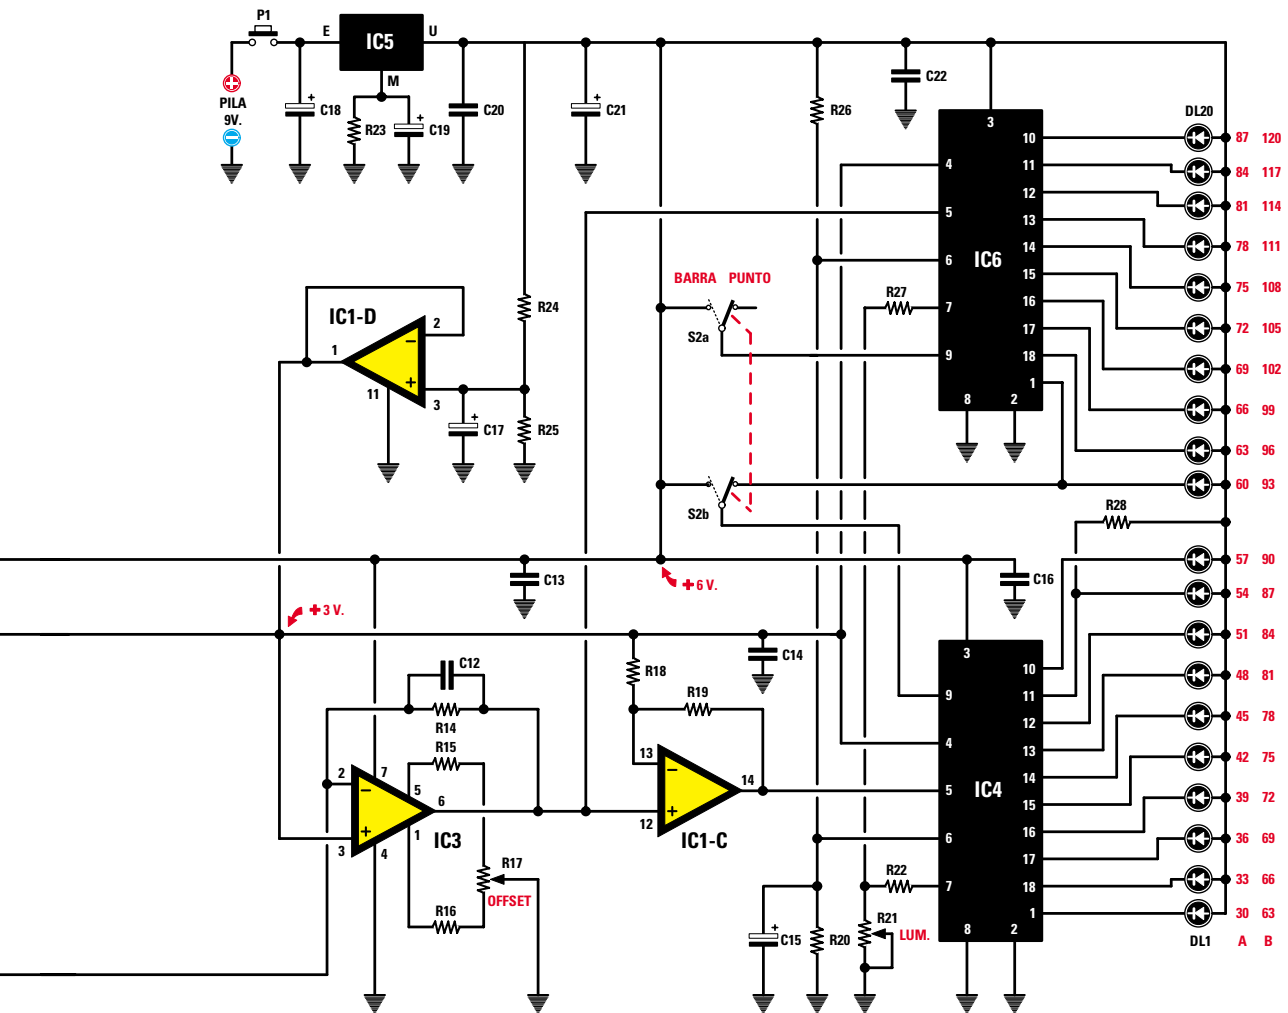 P1
E
IC5
U
M
PILA
9V.
C18
R23
C19
C20
C21
R26
C22
3
DL20
10
87 120
4
11
84 117
12
81 114
5
13
78 111
6
IC6
14
75 108
BARRA PUNTO
15
R27
7
16
72 105
S2a
17
9
18
69 102
1
66 99
8
2
63 96
60 93
IC1-D
R24
1
2
11
3
C17
R25
S2b
R28
C13
+6 V.
C16
57 90
54 87
+3 V.
51 84
C14
3
10
48 81
C12
R18
R19
9
11
45 78
R14
12
R15
13
4
13
42 75
2
7
14
14
39 72
5
6
5
IC4
15
12
16
3
4
1
IC3
IC1-C
6
17
36 69
R17
OFFSET
R22
7
18
33 66
R16
R21
LUM.
1
30 63
C15
R20
8
2
DL1
A B